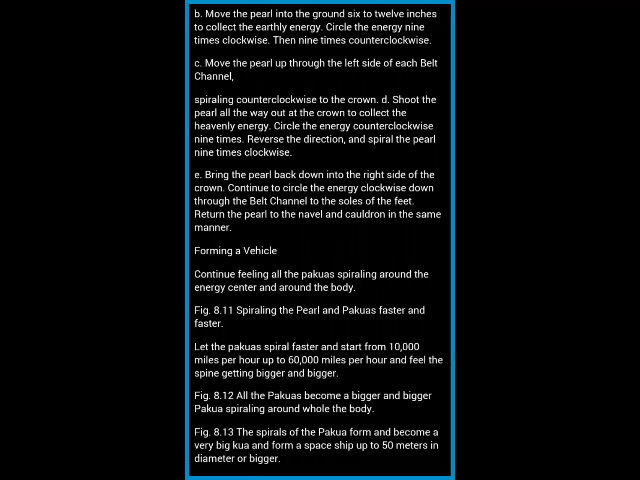 b. Move the pearl into the ground six to twelve inches
to collect the earthly energy. Circle the energy nine
times clockwise. Then nine times counterclockwise.
c. Move the pearl up through the left side of each Belt
Channel,
spiraling counterclockwise to the crown. d. Shoot the
pearl all the way out at the crown to collect the
heavenly energy. Circle the energy counterclockwise
nine times. Reverse the direction, and spiral the pearl
nine times clockwise.
e. Bring the pearl back down into the right side of the
crown. Continue to circle the energy clockwise down
through the Belt Channel to the soles of the feet.
Return the pearl to the navel and cauldron in the same
manner.
Forming a Vehicle
Continue feeling all the pakuas spiraling around the
energy center and around the body.
Fig. 8.11 Spiraling the Pearl and Pakuas faster and
faster.
Let the pakuas spiral faster and start from 10,000
miles per hour up to 60,000 miles per hour and feel the
spine getting bigger and bigger.
Fig. 8.12 All the Pakuas become a bigger and bigger
Pakua spiraling around whole the body.
Fig. 8.13 The spirals of the Pakua form and become a
very big kua and form a space ship up to 50 meters in
diameter or bigger.